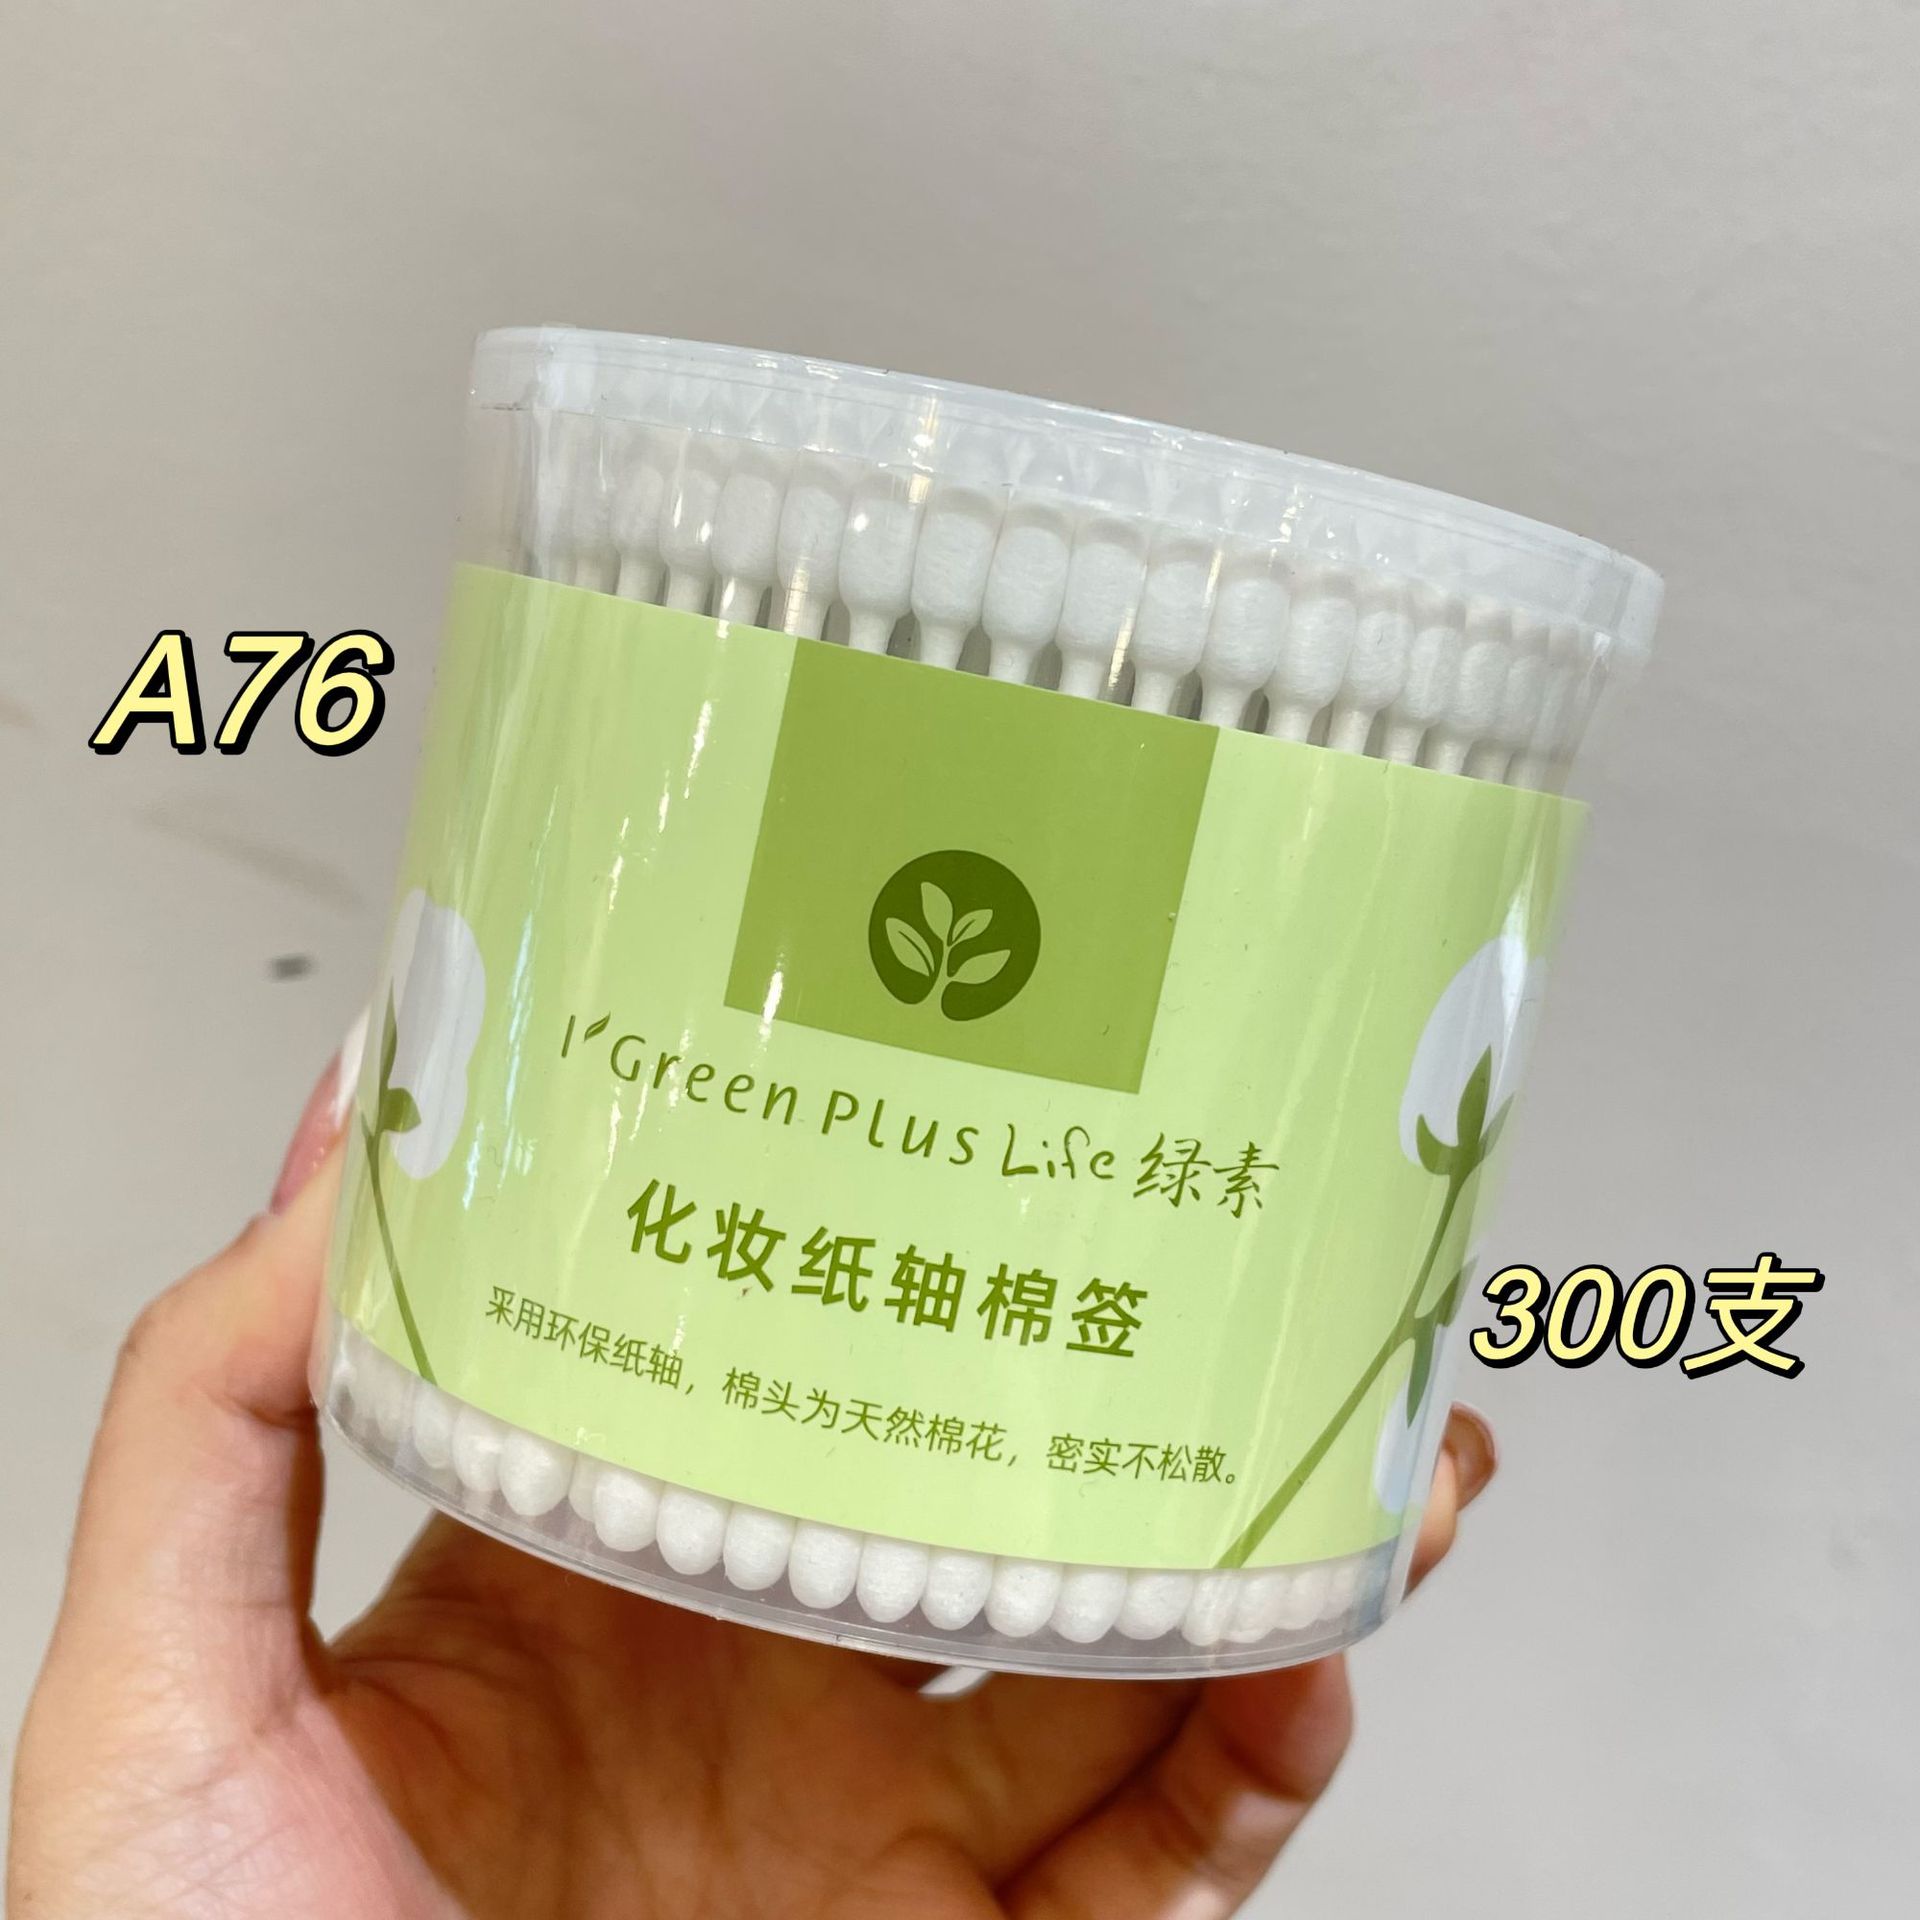 A76
I'Green Plus Life 绿素
化妆纸轴棉签
采用环保纸轴，棉头为天然棉花，密实不松散。
300支